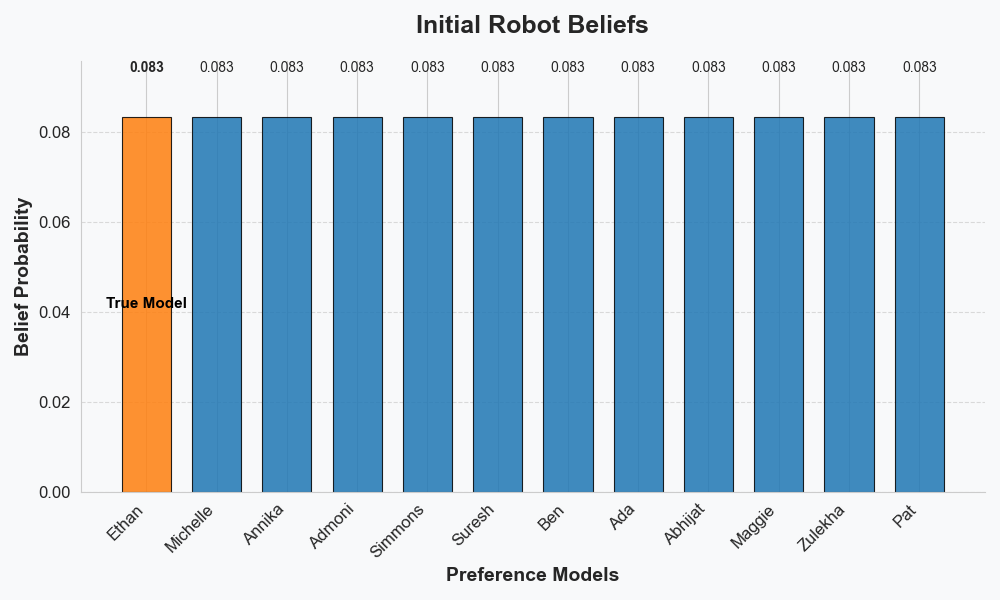 Initial Robot Beliefs
0.083 0.083 0.083 0.083 0.083 0.083 0.083 0.083 0.083 0.083 0.083 0.083
0.08
0.06
0.04
0.02
0.00
Belief Probability
True Model
Ethan Michelle Annika Admoni Simmons Suresh Ben Ada Abhijat Maggie Zulekha Pat
Preference Models